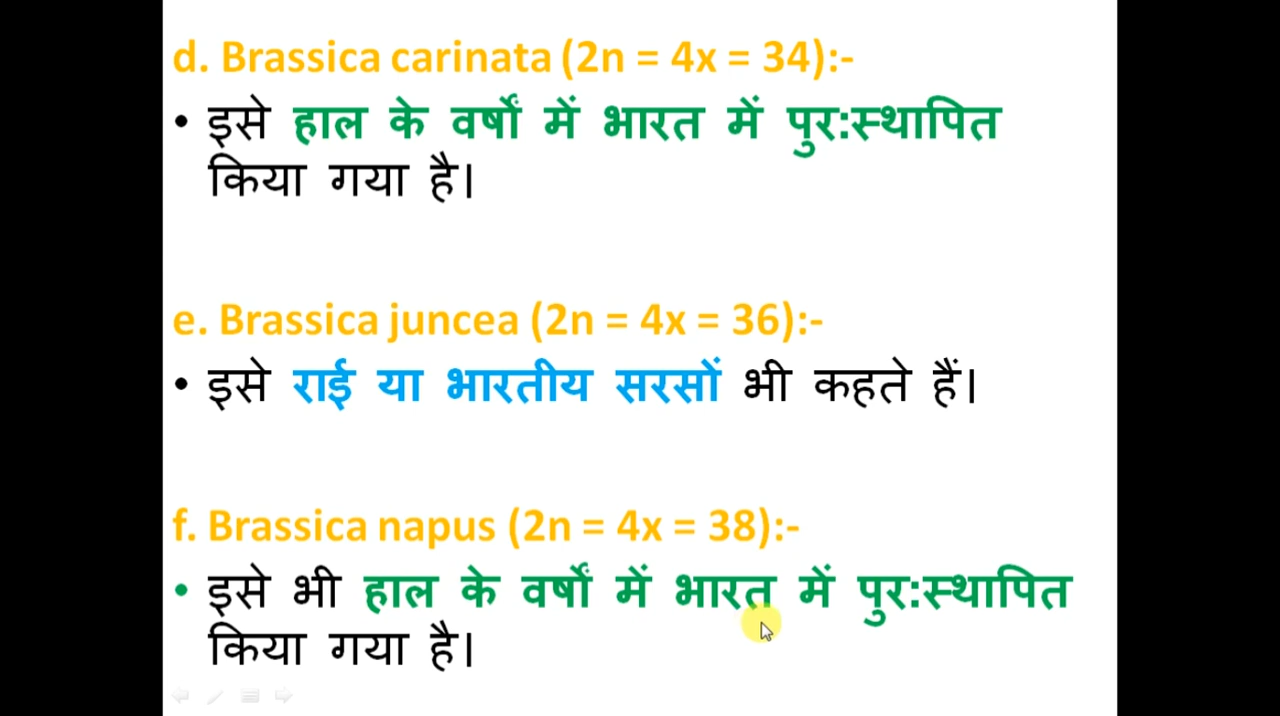 d. Brassica carinata (2n = 4x = 34):-
• इसे हाल के वर्षों में भारत में पुर:स्थापित
किया गया है।
e. Brassica juncea (2n = 4x = 36):-
• इसे राई या भारतीय सरसों भी कहते हैं।
f. Brassica napus (2n = 4x = 38):-
• इसे भी हाल के वर्षों में भारत में पुर:स्थापित
किया गया है।